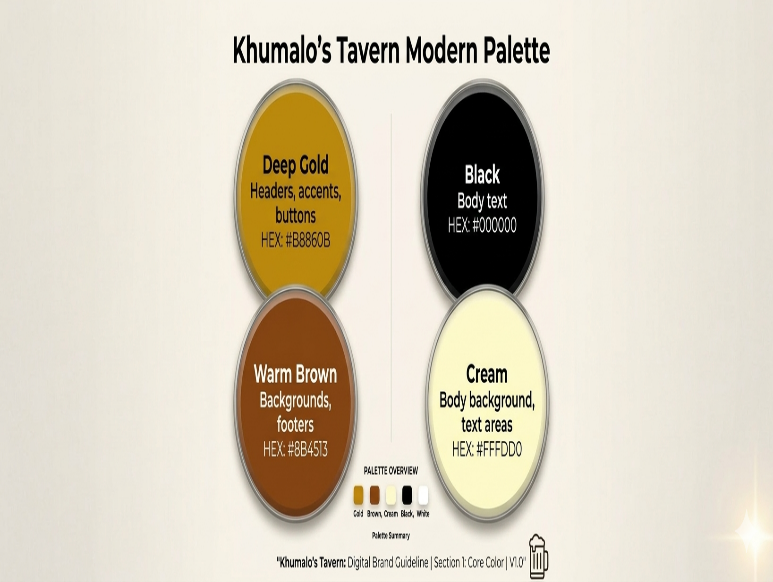 Khumalo's Tavern Modern Palette
Deep Gold
Headers, accents,
buttons
HEX: #B8860B
Black
Body text
HEX: #000000
Warm Brown
Backgrounds,
footers
HEX: #8B4513
Cream
Body background,
text areas
HEX: #FFFDD0
PALETTE OVERVIEW
Gold Brown, Cream Black, White
Palette Summary
"Khumalo's Tavern: Digital Brand Guideline | Section 1: Core Color | V1.0"